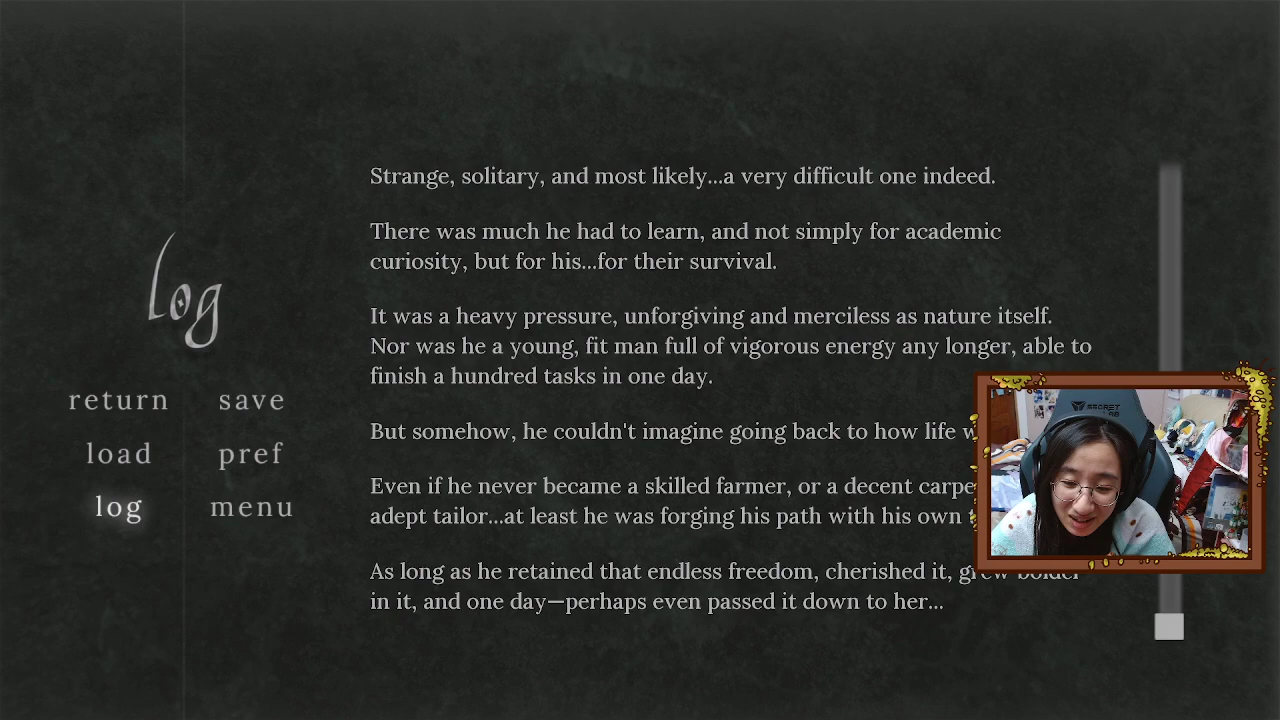 Strange, solitary, and most likely...a very difficult one indeed.
There was much he had to learn, and not simply for academic
curiosity, but for his...for their survival.
It was a heavy pressure, unforgiving and merciless as nature itself.
Nor was he a young, fit man full of vigorous energy any longer, able to
finish a hundred tasks in one day.
But somehow, he couldn't imagine going back to how life
Even if he never became a skilled farmer, or a decent
adept tailor...at least he was forging his path with his own
As long as he retained that endless freedom, cherished it, grew bolder
in it, and one day—perhaps even passed it down to her...
log
return save
load pref
log menu